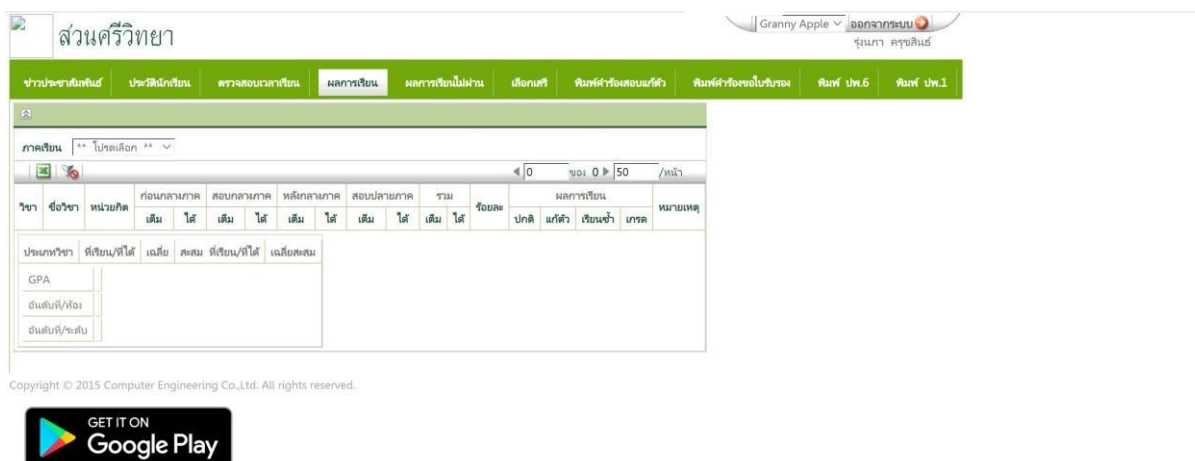 ส่วนศรีวิทยา
Granny Apple ออกจากระบบ
รุ่งนภา ครุฑสินธ์
ข่าวประชาสัมพันธ์ ประวัตินักเรียน ตรวจสอบเวลาเรียน ผลการเรียน ผลการเรียนไม่ผ่าน เลือกเสรี พิมพ์คำร้องสอบแก้ตัว พิมพ์คำร้องขอใบรับรอง พิมพ์ ปพ.6 พิมพ์ ปพ.1
ภาคเรียน ** โปรดเลือก **
0 ของ 0 50 /หน้า
วิชา ชื่อวิชา หน่วยกิต ก่อนกลางภาค สอบกลางภาค หลังกลางภาค สอบปลายภาค รวม ร้อยละ ผลการเรียน หมายเหตุ
เต็ม ได้ เต็ม ได้ เต็ม ได้ เต็ม ได้ เต็ม ได้ ปกติ แก้ตัว เรียนซ้ำ เกรด
ประเภทวิชา ที่เรียน/ที่ได้ เฉลี่ย สะสม ที่เรียน/ที่ได้ เฉลี่ยสะสม
GPA
อันดับที่/ห้อง
อันดับที่/ระดับ
Copyright © 2015 Computer Engineering Co.,Ltd. All rights reserved.
GET IT ON
Google Play